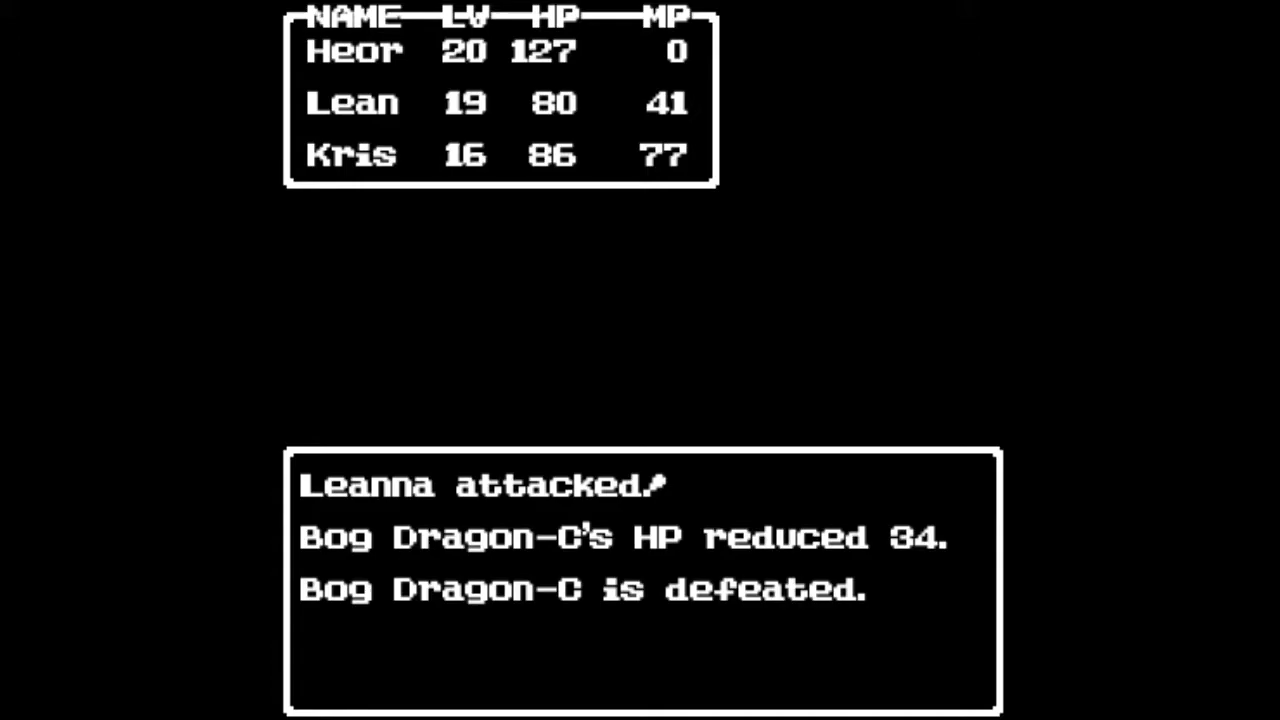 NAME LV HP MP
Heor 20 127 0
Lean 19 80 41
Kris 16 86 77
Leanna attacked!
Bog Dragon-C's HP reduced 34.
Bog Dragon-C is defeated.